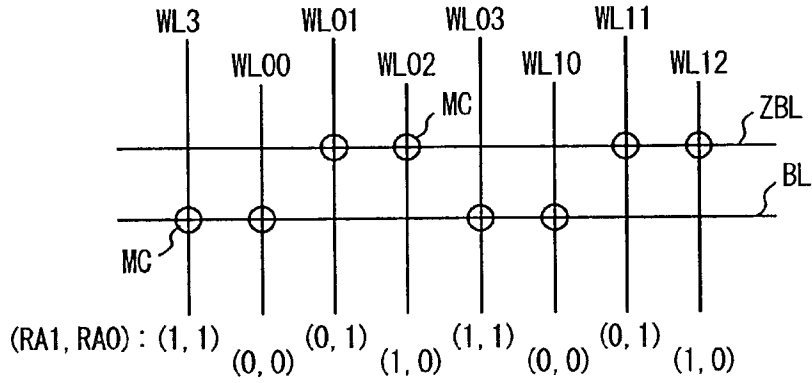 WL3 WL01 WL03 WL11
WL00 WL02 WL10 WL12
MC ZBL
BL
MC
(RA1, RA0) : (1, 1) (0, 1) (1, 1) (0, 1)
(0, 0) (1, 0) (0, 0) (1, 0)